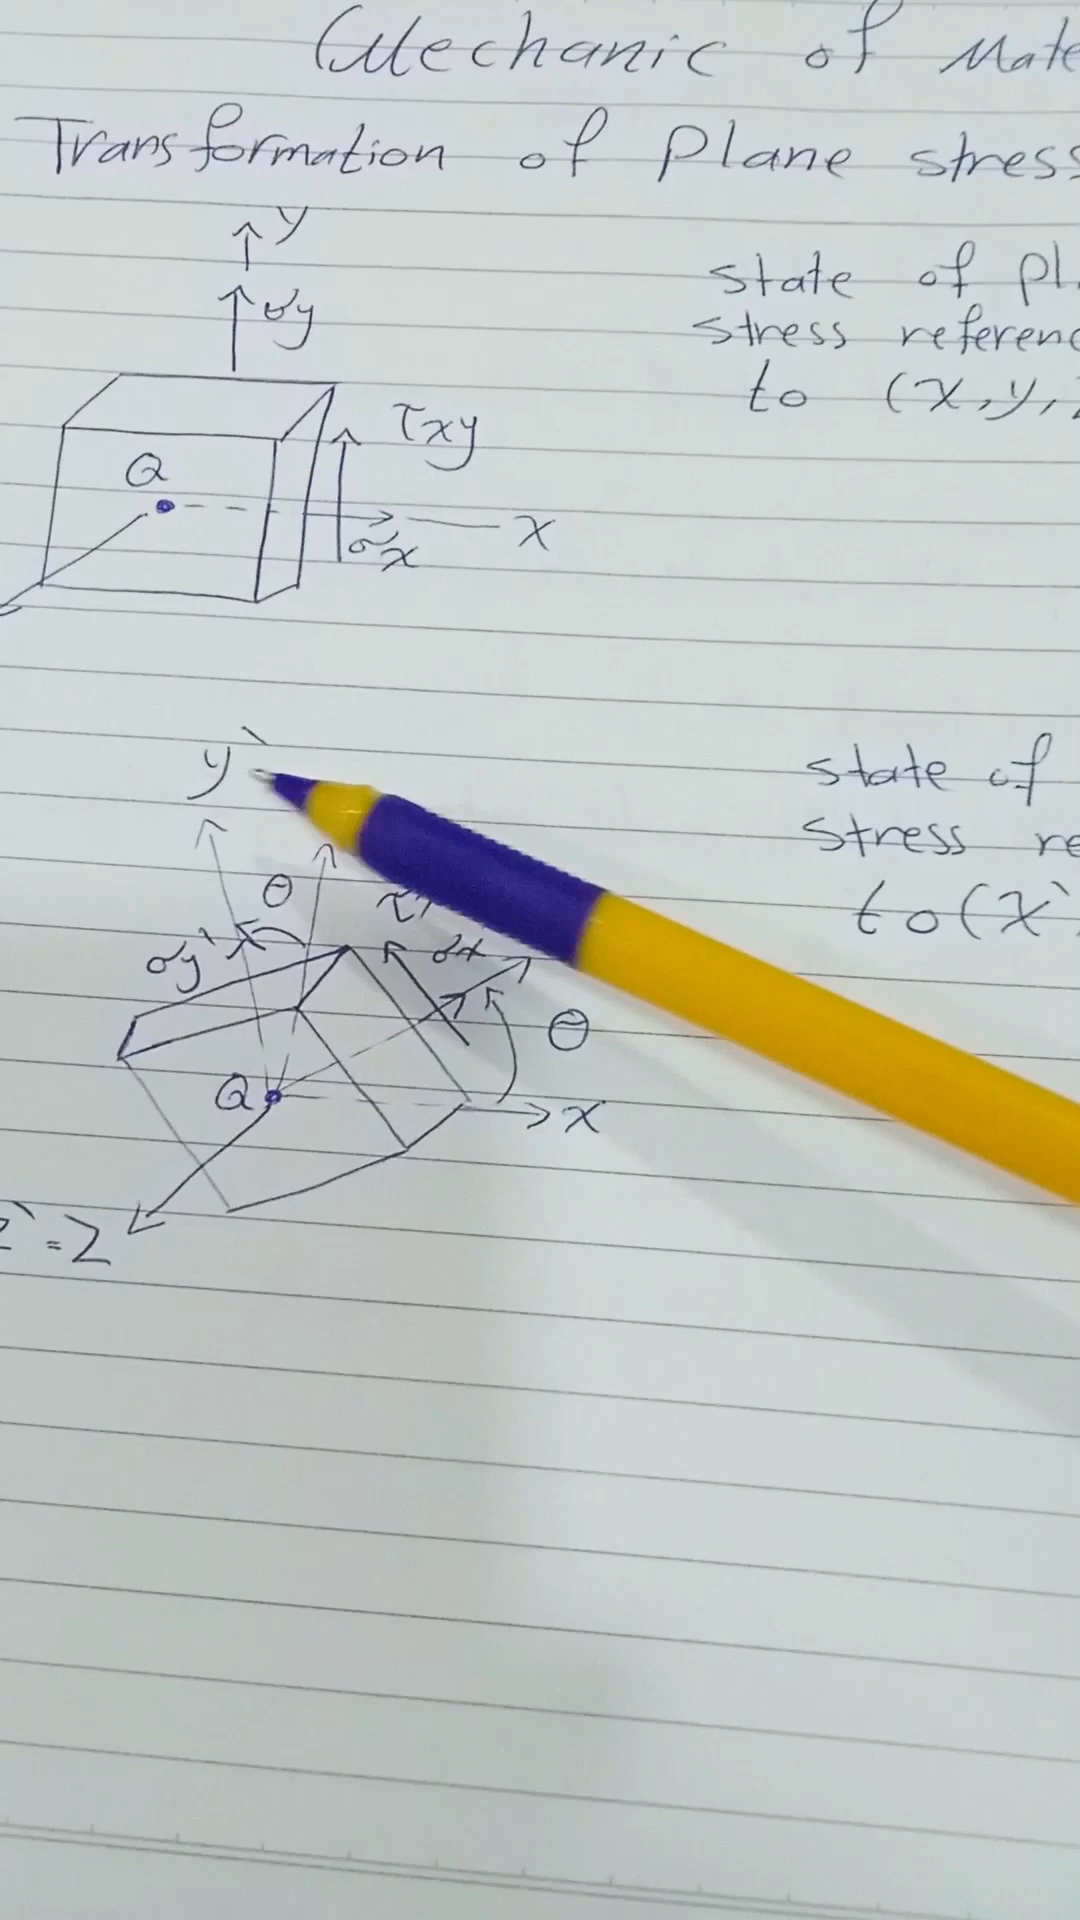 Mechanic of Mate
Transformation of Plane stress
y
σy
τxy
Q
x
σx
state of pl
stress referenc
to (x,y,
y`
θ
σy`
σx
θ
Q
x
z`=z
state of
stress re
to(x`